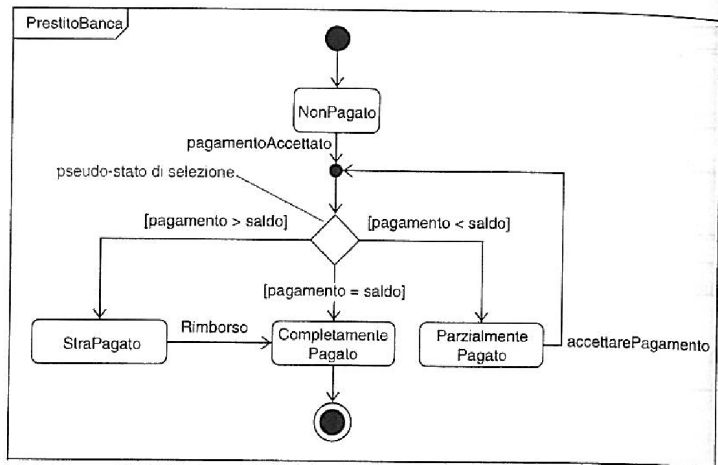 PrestitoBanca
NonPagato
pagamentoAccettato
pseudo-stato di selezione
[pagamento > saldo]
[pagamento < saldo]
[pagamento = saldo]
StraPagato
Rimborso
Completamente
Pagato
Parzialmente
Pagato
accettarePagamento